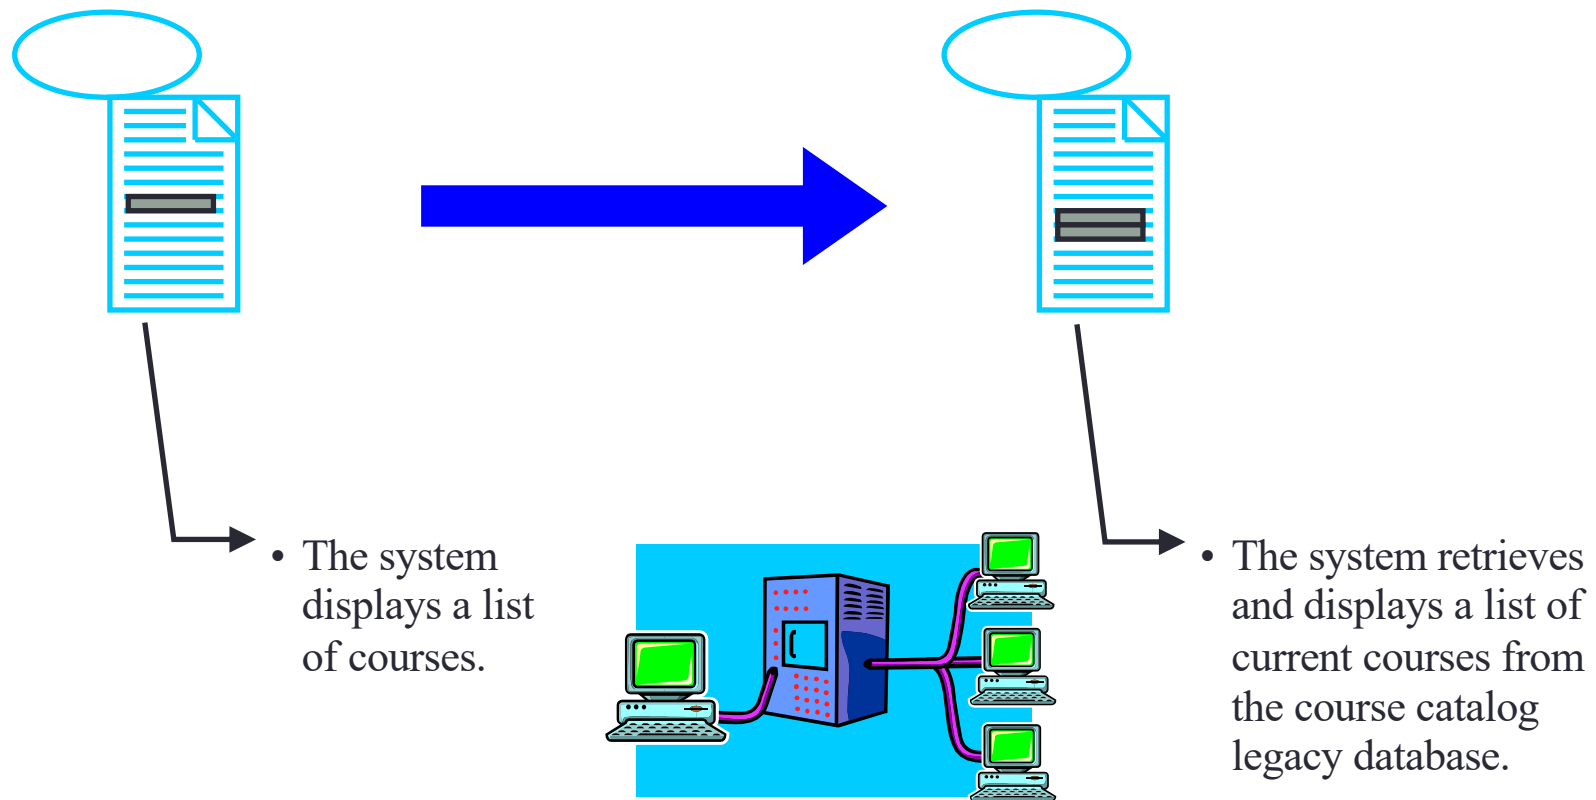 • The system
displays a list
of courses.
• The system retrieves
and displays a list of
current courses from
the course catalog
legacy database.